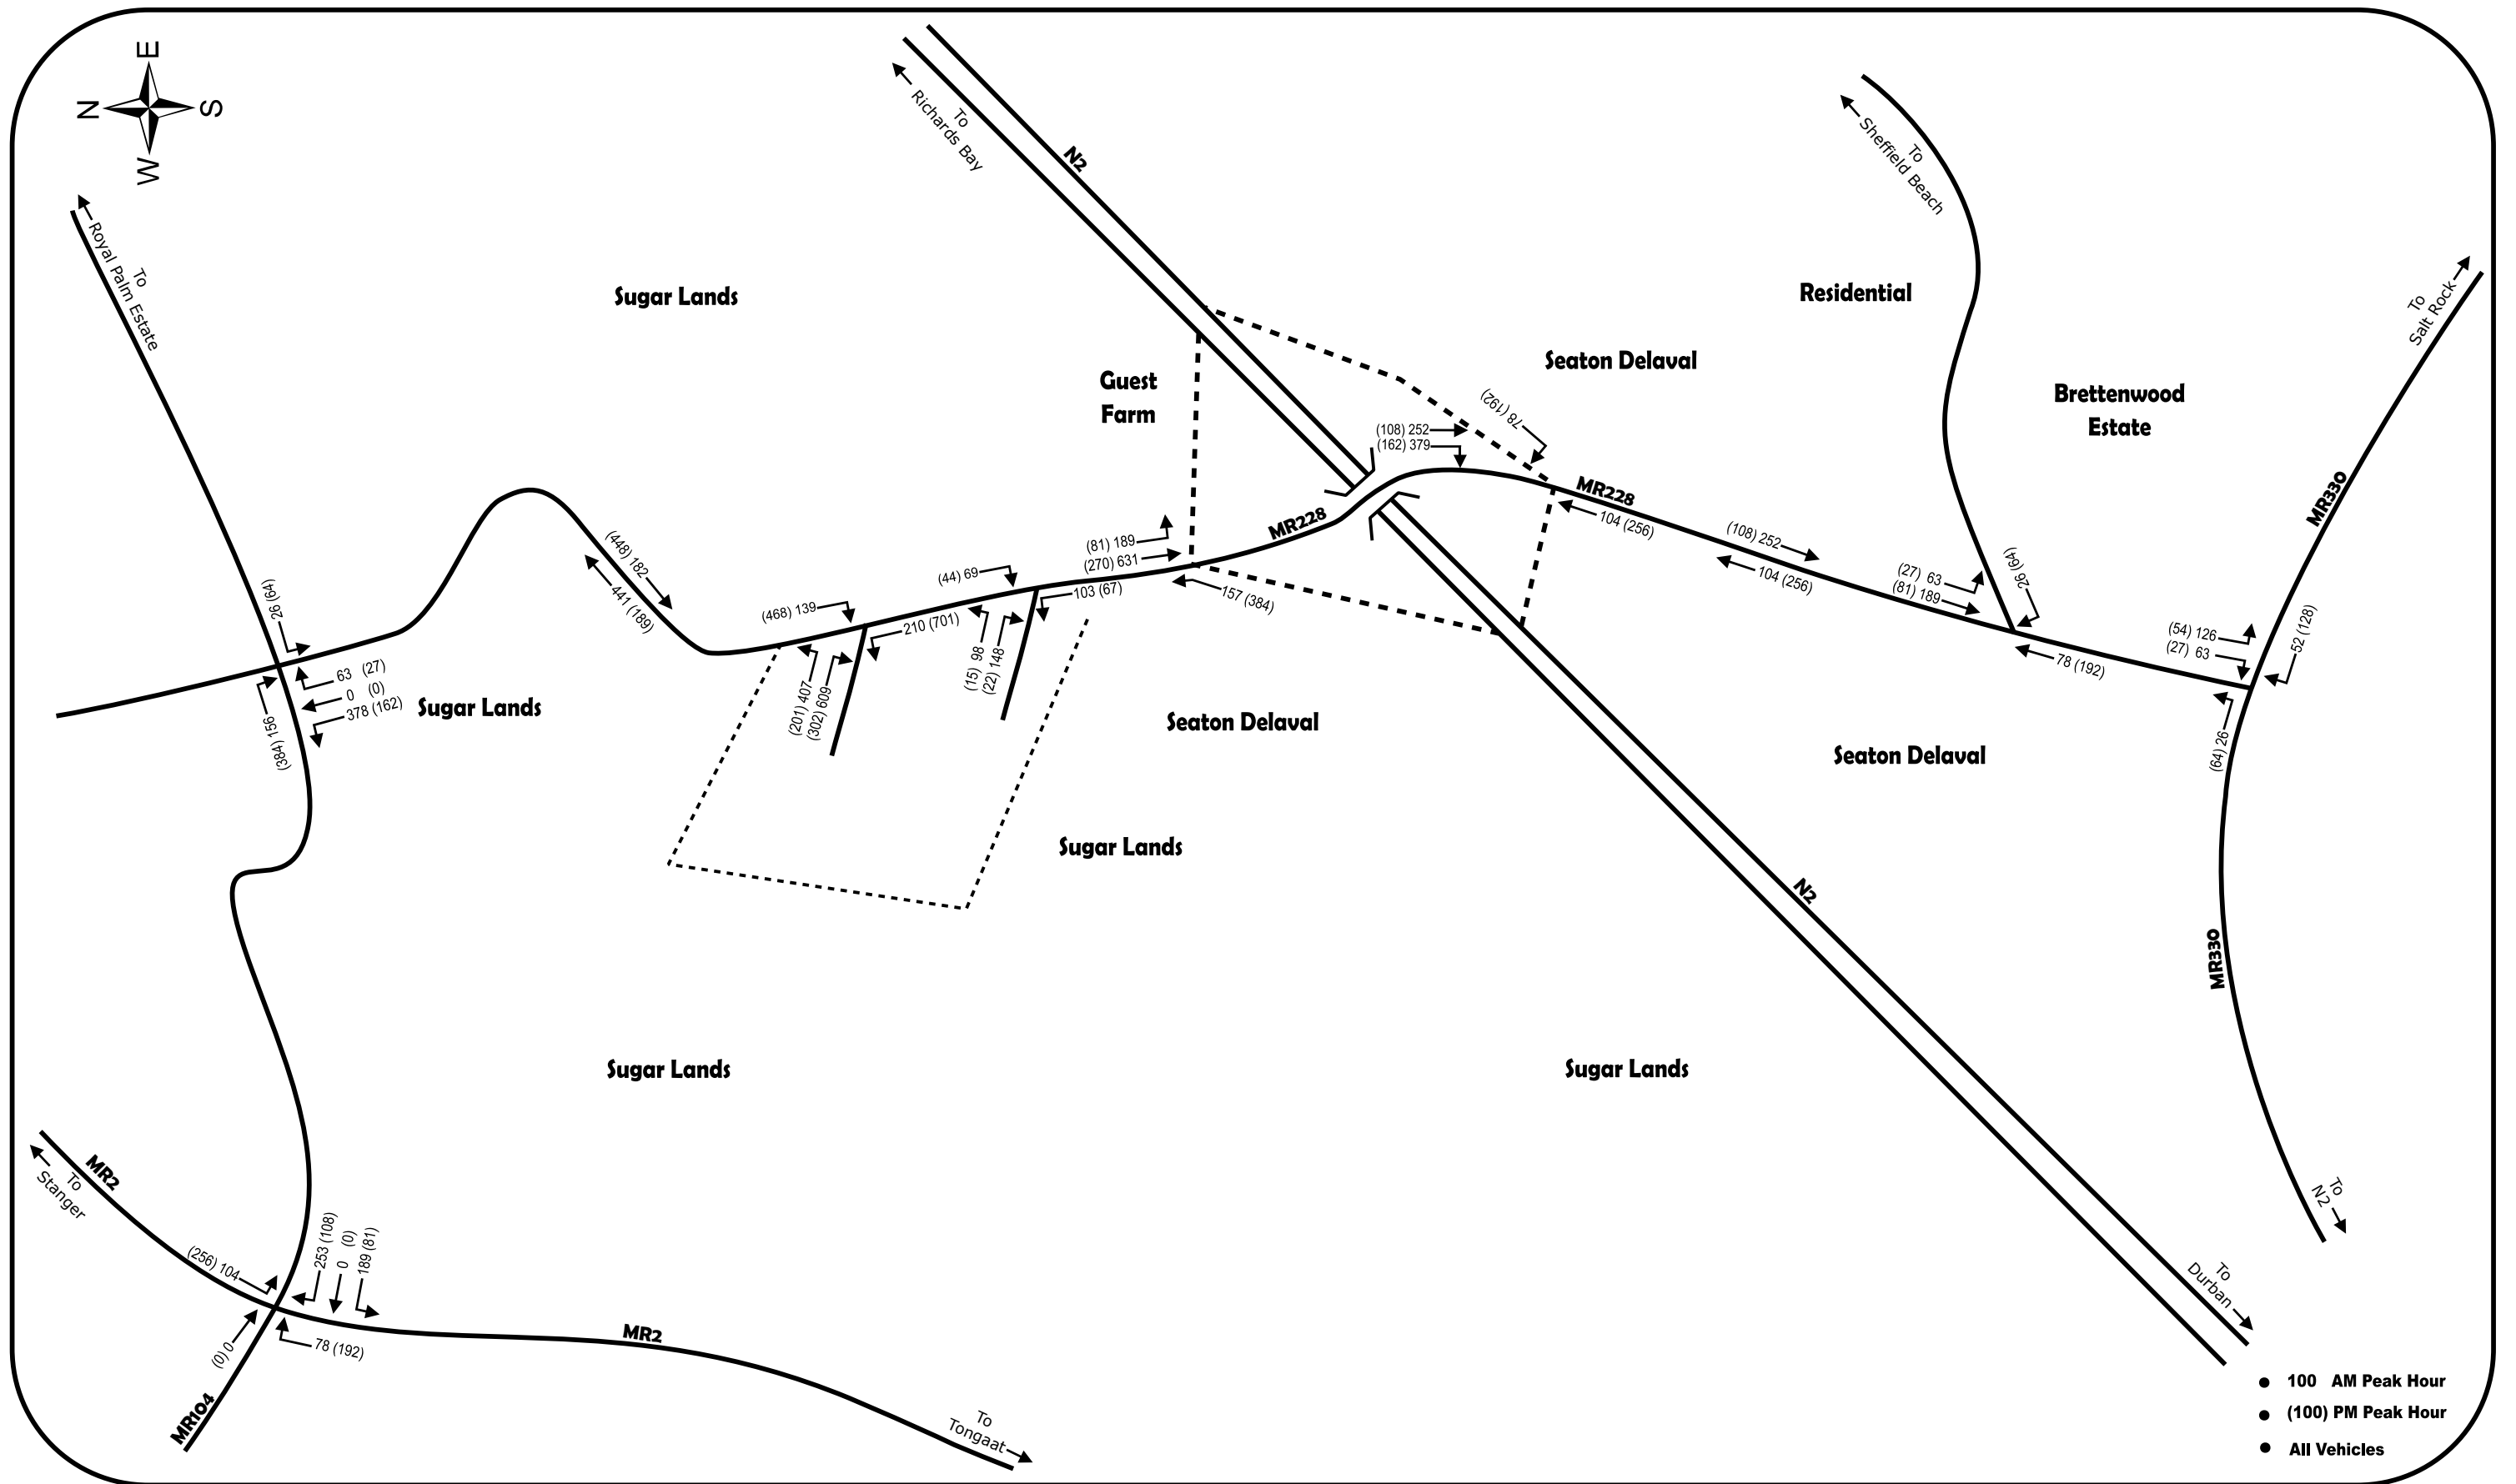 E
N
S
W
To
Richards Bay
N2
To
Sheffield Beach
To
Royal Palm Estate
Sugar Lands
Residential
To
Salt Rock
Seaton Delaval
Guest
Farm
Brettenwood
Estate
78 (192)
(108) 252
(162) 379
MR228
104 (256)
MR330
MR228
(108) 252
104 (256)
(81) 189
(270) 631
157 (384)
(448) 182
441 (189)
(44) 69
103 (67)
(468) 139
210 (701)
(15) 98
(22) 148
(201) 407
(302) 609
26 (64)
63 (27)
0 (0)
378 (162)
(384) 156
Sugar Lands
(27) 63
(81) 189
26 (64)
78 (192)
(54) 126
(27) 63
52 (128)
(64) 26
Seaton Delaval
Seaton Delaval
Sugar Lands
N2
MR330
Sugar Lands
Sugar Lands
MR2
To
Stanger
To
N2
(256) 104
253 (108)
0 (0)
189 (81)
(0) 0
78 (192)
MR2
MR104
To
Tongaat
To
Durban
100 AM Peak Hour
(100) PM Peak Hour
All Vehicles